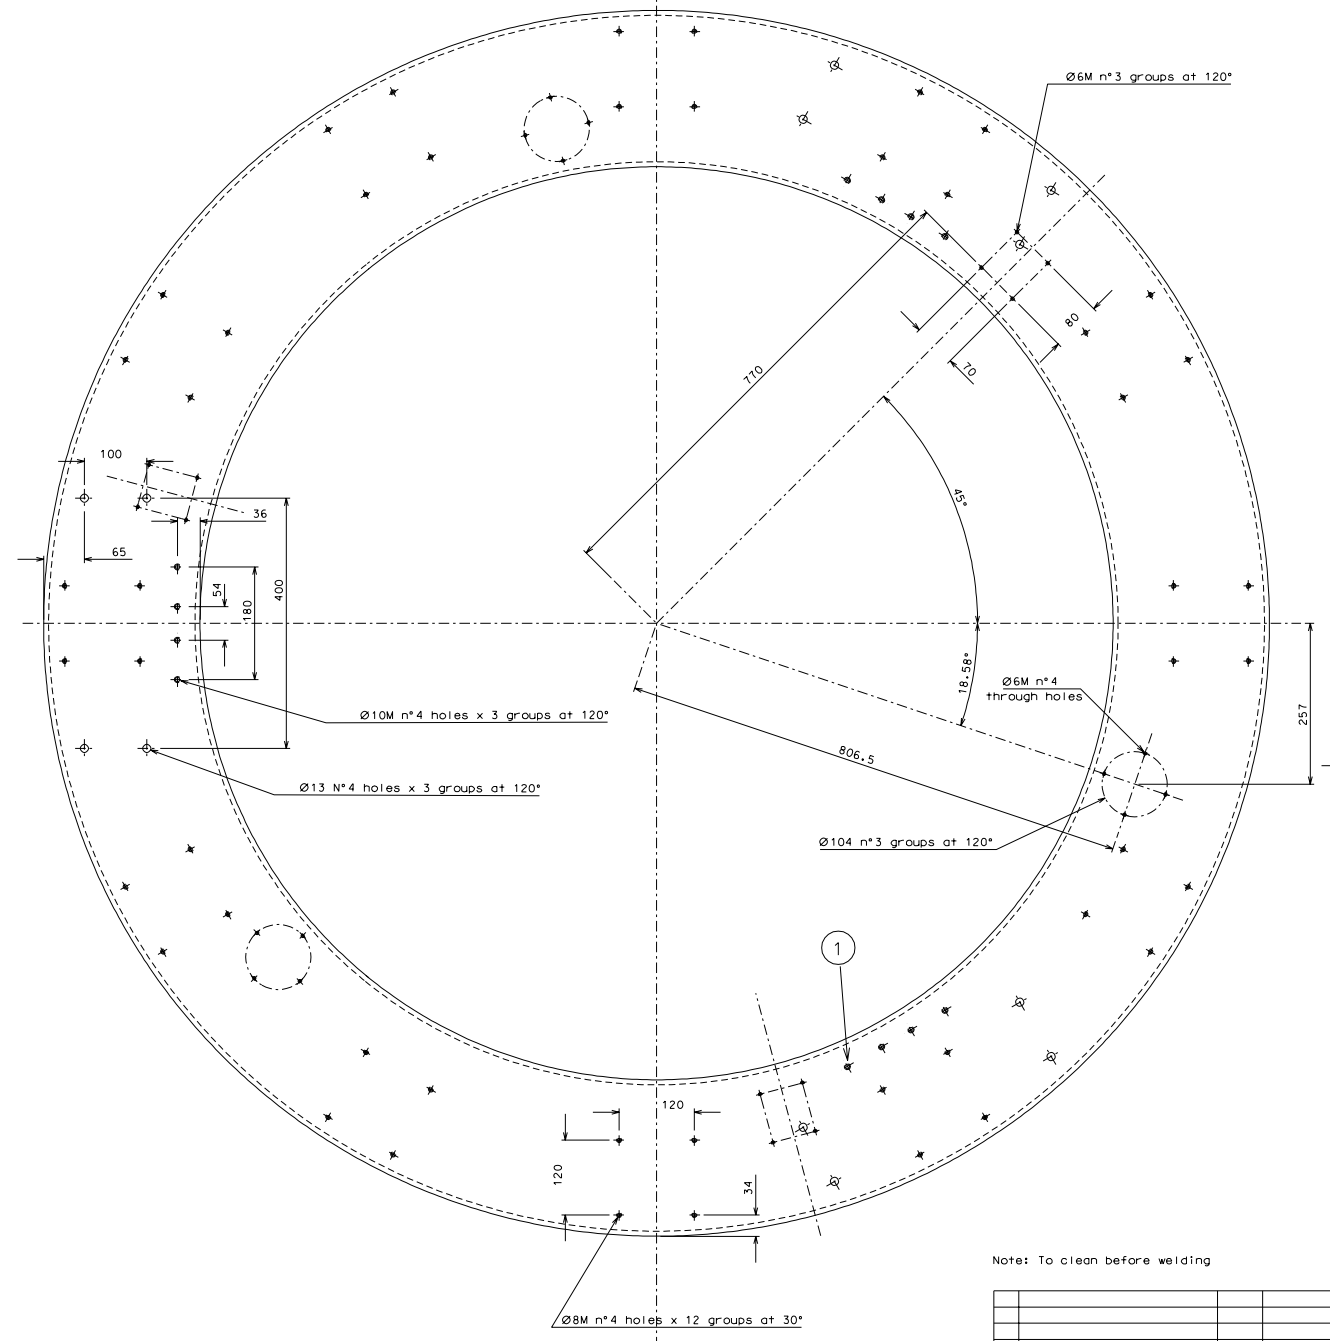 Ø6M n°3 groups at 120°
770
80
70
45°
100
36
65
54
180
400
18.58°
Ø6M n°4
through holes
257
Ø10M n°4 holes x 3 groups at 120°
806.5
Ø13 N°4 holes x 3 groups at 120°
Ø104 n°3 groups at 120°
1
120
120
34
Note: To clean before welding
Ø8M n°4 holes x 12 groups at 30°